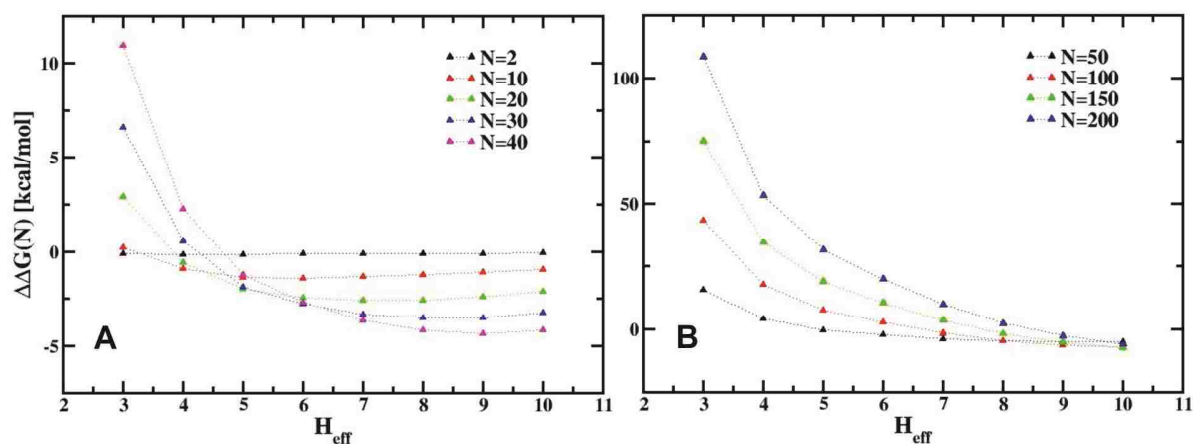 ΔΔG(N) [kcal/mol]
10
5
0
-5
A
N=2
N=10
N=20
N=30
N=40
2 3 4 5 6 7 8 9 10 11
H_eff
100
50
0
B
N=50
N=100
N=150
N=200
2 3 4 5 6 7 8 9 10 11
H_eff